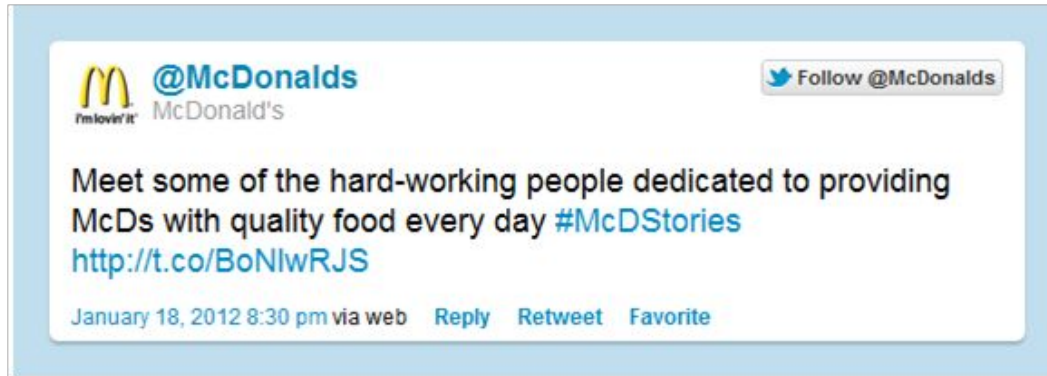 @McDonalds
McDonald's
i'm lovin' it
Follow @McDonalds
Meet some of the hard-working people dedicated to providing
McDs with quality food every day #McDStories
http://t.co/BoNIwRJS
January 18, 2012 8:30 pm via web Reply Retweet Favorite